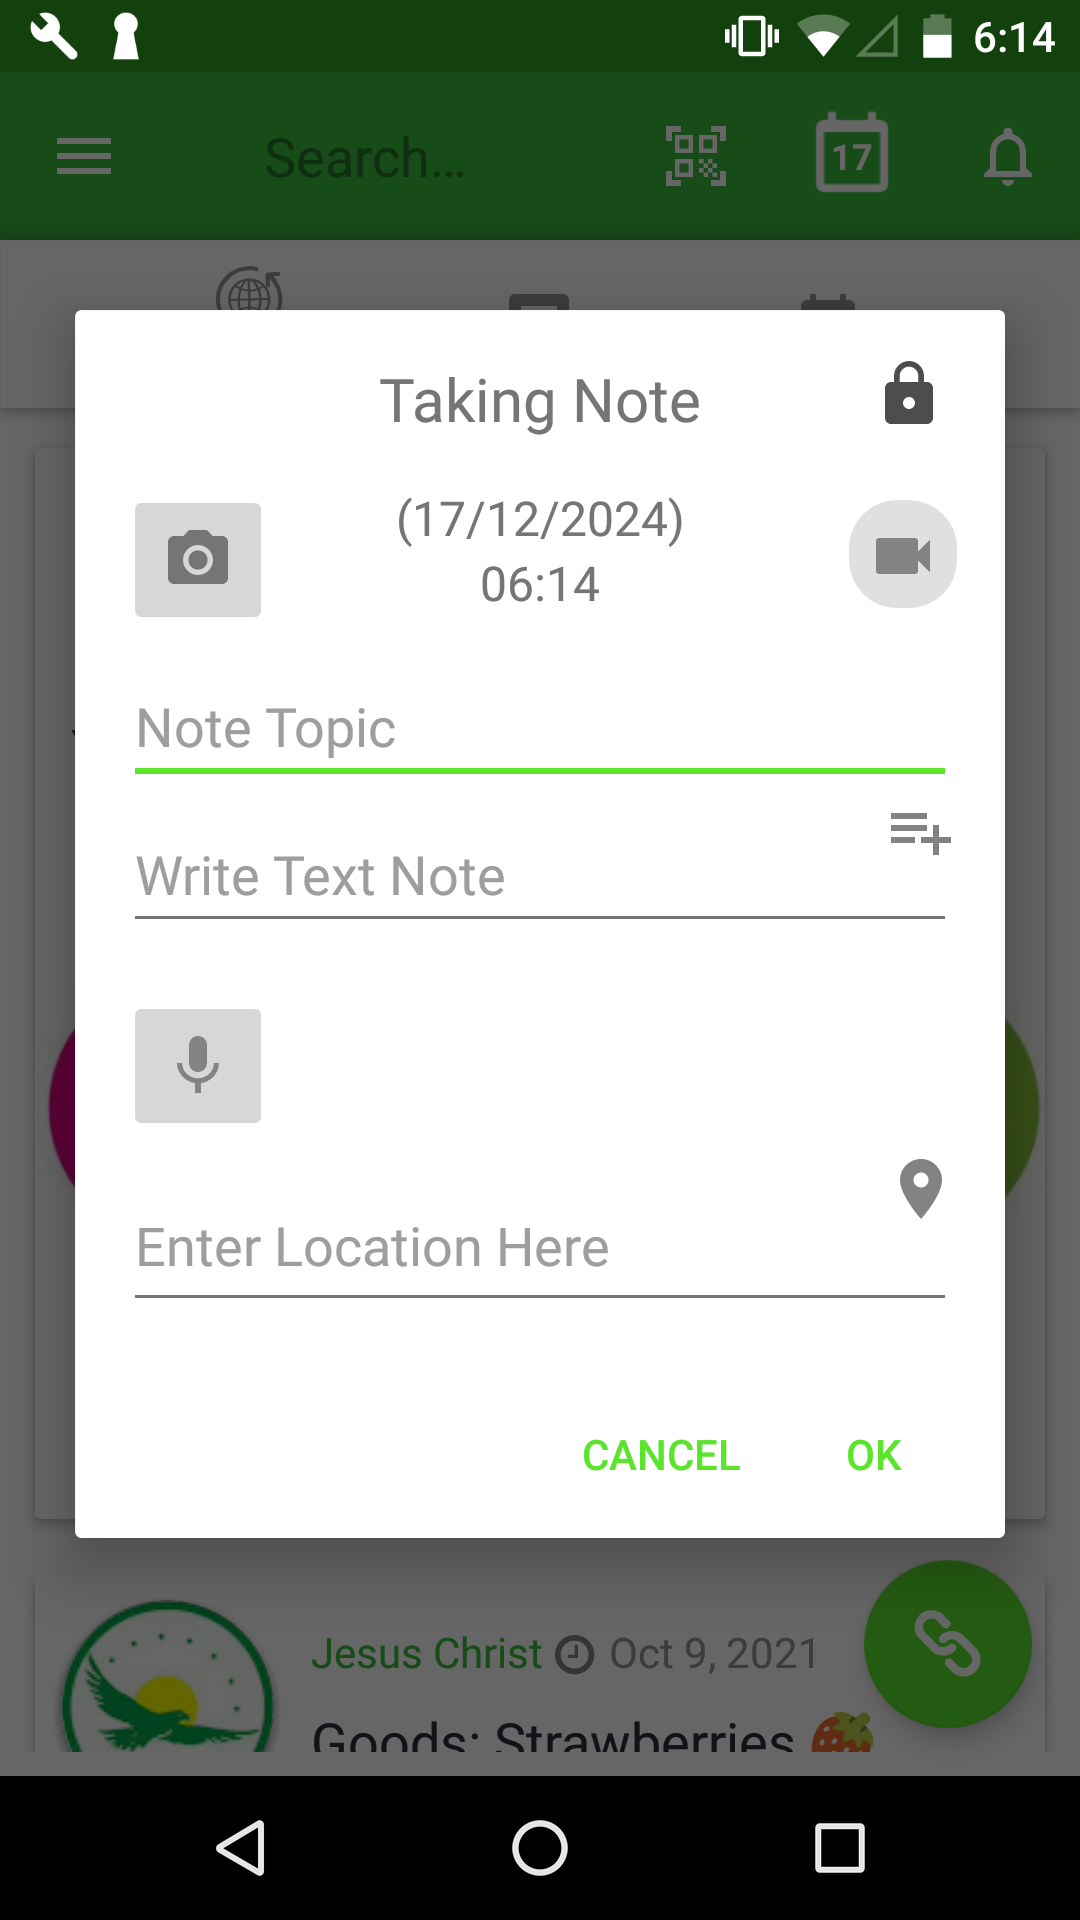 6:14
Search...
17
Taking Note
(17/12/2024)
06:14
Note Topic
Write Text Note
Enter Location Here
CANCEL OK
Jesus Christ Oct 9, 2021
Goods: Strawberries 🍓